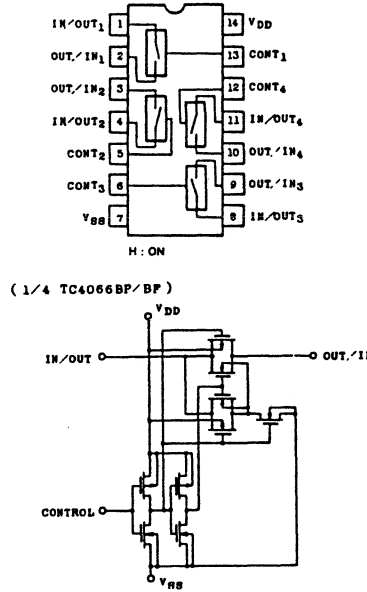 IN/OUT1 1 14 VDD
OUT/IN1 2 13 CONT1
OUT/IN2 3 12 CONT4
IN/OUT2 4 11 IN/OUT4
CONT2 5 10 OUT/IN4
CONT3 6 9 OUT/IN3
VSS 7 8 IN/OUT3
H : ON
(1/4 TC4066BP/BF)
VDD
IN/OUT OUT/I
CONTROL
VSS